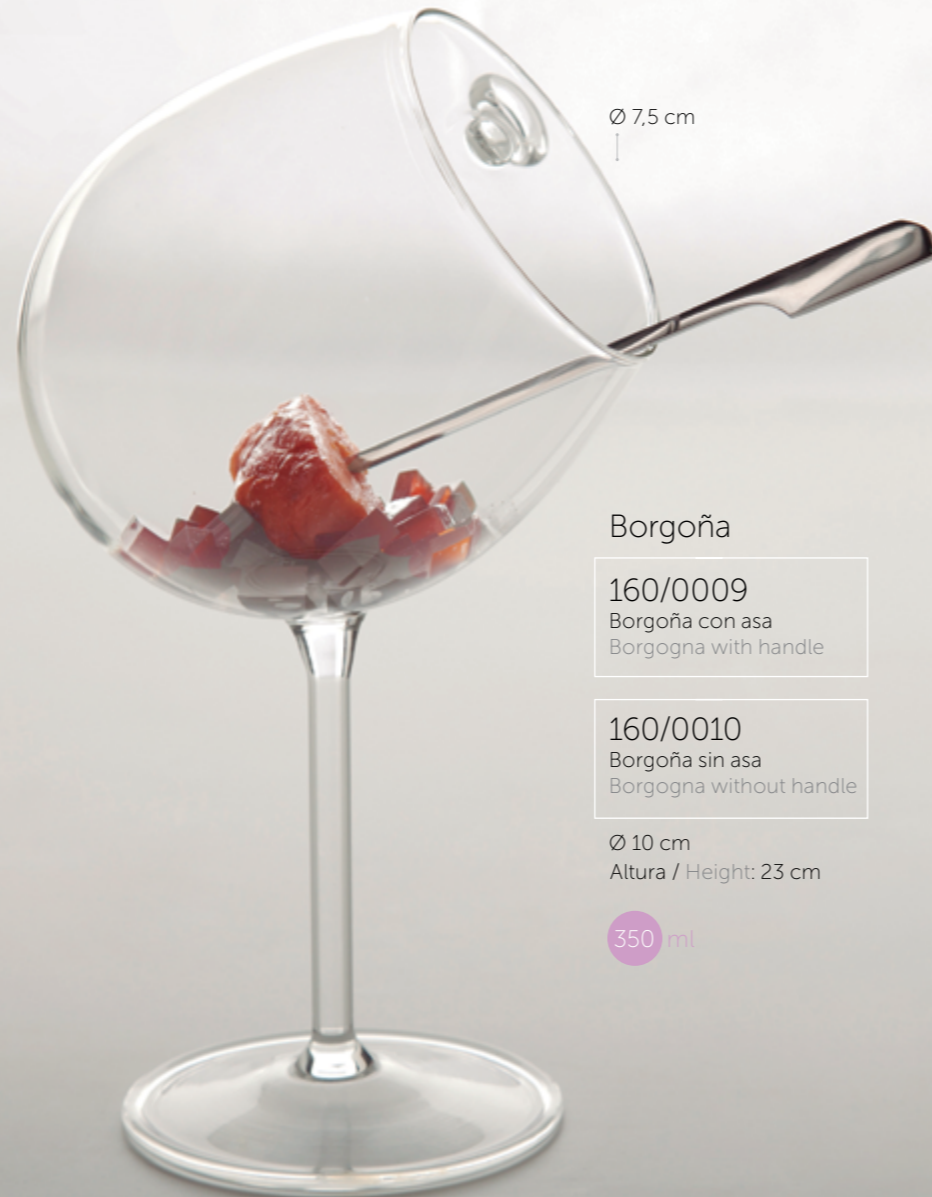 Ø 7,5 cm
Borgoña
160/0009
Borgoña con asa
Borgogna with handle
160/0010
Borgoña sin asa
Borgogna without handle
Ø 10 cm
Altura / Height: 23 cm
350 ml